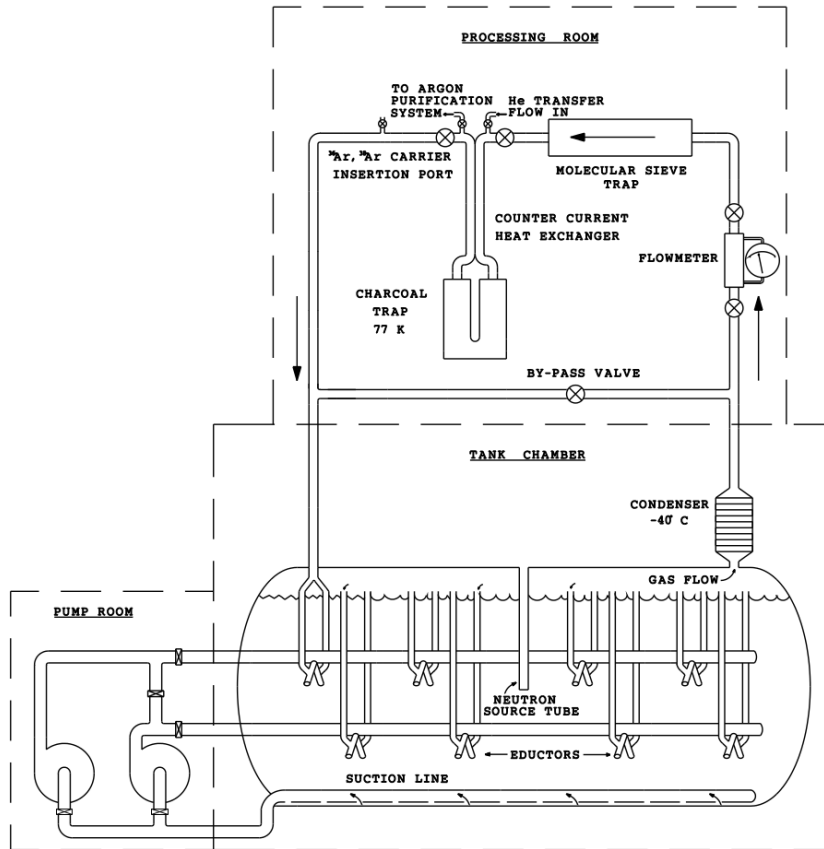 PROCESSING ROOM
TO ARGON
PURIFICATION
SYSTEM
He TRANSFER
FLOW IN
³⁶Ar, ³⁸Ar CARRIER
INSERTION PORT
MOLECULAR SIEVE
TRAP
COUNTER CURRENT
HEAT EXCHANGER
FLOWMETER
CHARCOAL
TRAP
77 K
BY-PASS VALVE
TANK CHAMBER
CONDENSER
-40° C
GAS FLOW
PUMP ROOM
NEUTRON
SOURCE TUBE
EDUCTORS
SUCTION LINE